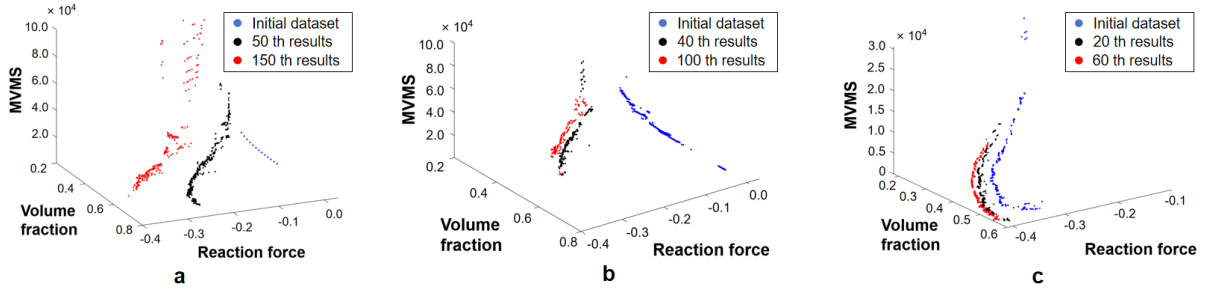 × 10⁴
10.0
8.0
6.0
4.0
2.0
0.2
0.4
0.6
0.8
-0.4
-0.3
-0.2
-0.1
0.0
MVMS
Volume
fraction
Reaction force
Initial dataset
50 th results
150 th results
a
× 10⁴
10.0
8.0
6.0
4.0
2.0
0.2
0.4
0.6
0.8
-0.4
-0.3
-0.2
-0.1
0.0
MVMS
Volume
fraction
Reaction force
Initial dataset
40 th results
100 th results
b
× 10⁴
3.0
2.5
2.0
1.5
1.0
0.5
0
0.2
0.3
0.4
0.5
0.6
-0.4
-0.3
-0.2
-0.1
MVMS
Volume
fraction
Reaction force
Initial dataset
20 th results
60 th results
c